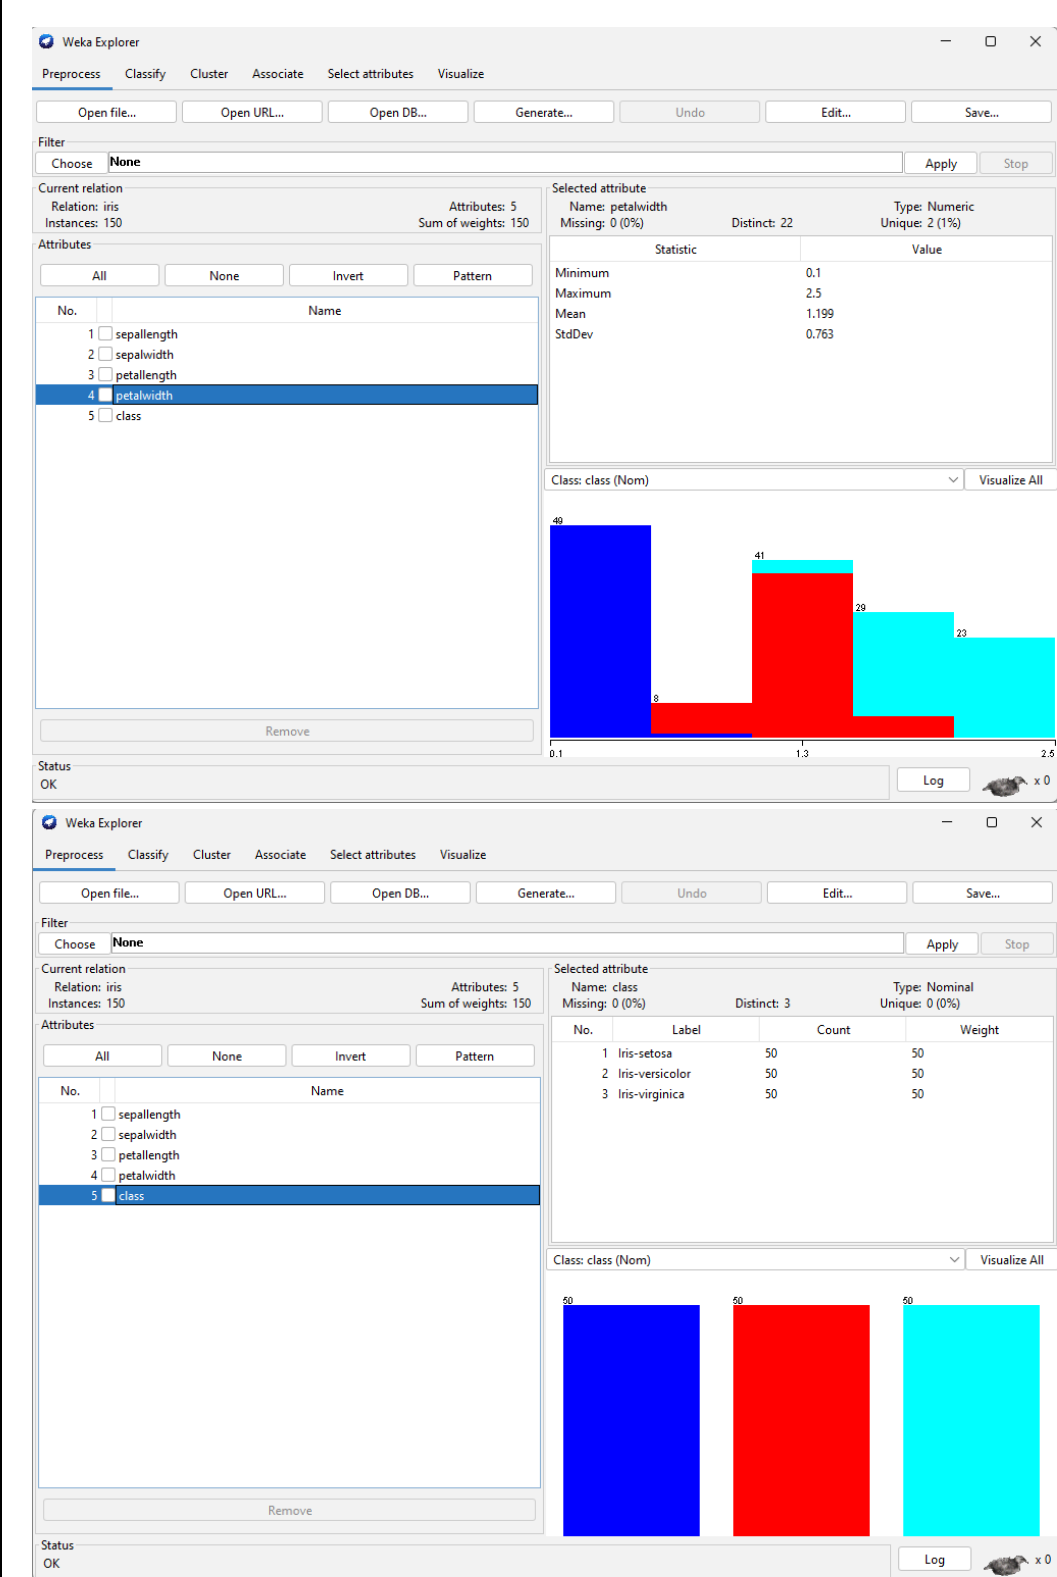 Weka Explorer
Preprocess Classify Cluster Associate Select attributes Visualize
Open file... Open URL... Open DB... Generate... Undo Edit... Save...
Filter
Choose None Apply Stop
Current relation
Relation: iris Attributes: 5
Instances: 150 Sum of weights: 150
Selected attribute
Name: petalwidth Type: Numeric
Missing: 0 (0%) Distinct: 22 Unique: 2 (1%)
Attributes
All None Invert Pattern
No. Name
1 sepallength
2 sepalwidth
3 petallength
4 petalwidth
5 class
Remove
Statistic Value
Minimum 0.1
Maximum 2.5
Mean 1.199
StdDev 0.763
Class: class (Nom) Visualize All
49
8
41
29
23
0.1 1.3 2.5
Status
OK
Log x 0
Weka Explorer
Preprocess Classify Cluster Associate Select attributes Visualize
Open file... Open URL... Open DB... Generate... Undo Edit... Save...
Filter
Choose None Apply Stop
Current relation
Relation: iris Attributes: 5
Instances: 150 Sum of weights: 150
Selected attribute
Name: class Type: Nominal
Missing: 0 (0%) Distinct: 3 Unique: 0 (0%)
Attributes
All None Invert Pattern
No. Name
1 sepallength
2 sepalwidth
3 petallength
4 petalwidth
5 class
Remove
No. Label Count Weight
1 Iris-setosa 50 50
2 Iris-versicolor 50 50
3 Iris-virginica 50 50
Class: class (Nom) Visualize All
50 50 50
Status
OK
Log x 0